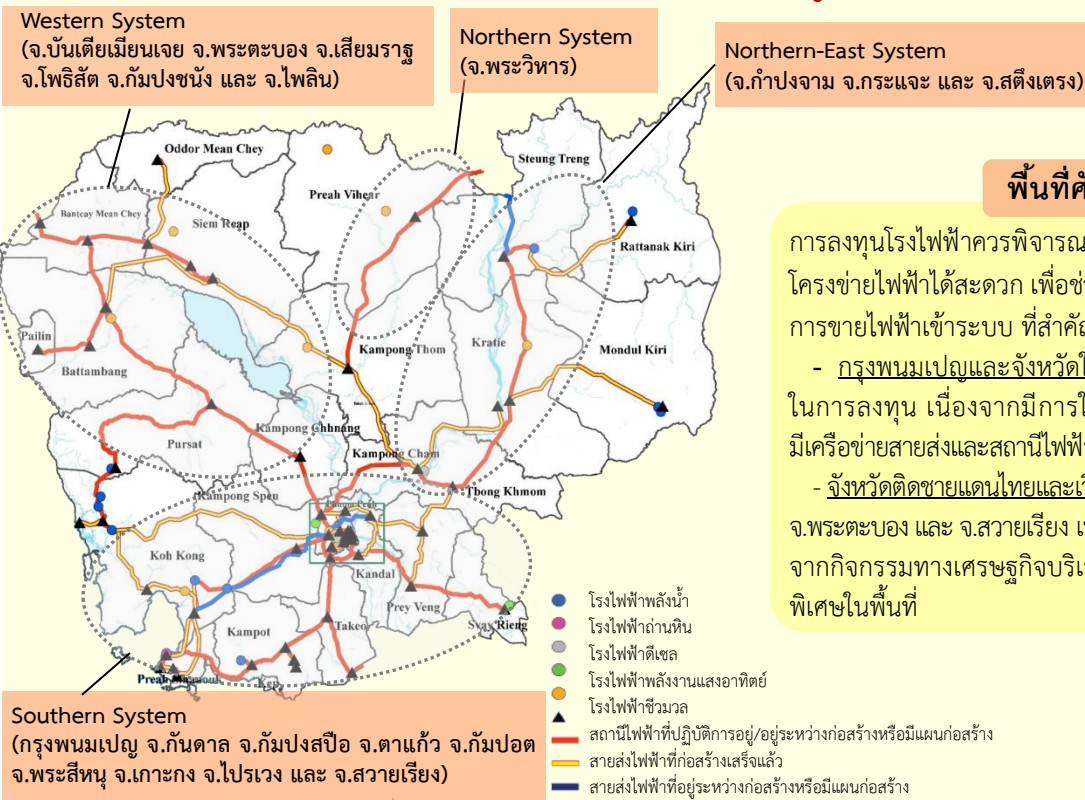 Western System
(จ.บันเตียเมียนเจย จ.พระตะบอง จ.เสียมราฐ
จ.โพธิสัต จ.กัมปงชนัง และ จ.ไพลิน)
Northern System
(จ.พระวิหาร)
Northern-East System
(จ.กำปงจาม จ.กระแจะ และ จ.สตึงเตรง)
Oddor Mean Chey
Steung Treng
Preah Vihear
Banteay Mean Chey
Siem Reap
Rattanak Kiri
Pailin
Battambang
Kampong Thom
Kratie
Mondul Kiri
Kampong Chhnang
Pursat
Kampong Cham
Tbong Khmom
Kampong Speu
Koh Kong
Kandal
Prey Veng
Svay Rieng
Takeo
Kampot
Kep
พื้นที่ศั
การลงทุนโรงไฟฟ้าควรพิจารณ
โครงข่ายไฟฟ้าได้สะดวก เพื่อช่
การขายไฟฟ้าเข้าระบบ ที่สำคัญ
- กรุงพนมเปญและจังหวัดใ
ในการลงทุน เนื่องจากมีการใ
มีเครือข่ายสายส่งและสถานีไฟฟ้
- จังหวัดติดชายแดนไทยและเวี
จ.พระตะบอง และ จ.สวายเรียง เ
จากกิจกรรมทางเศรษฐกิจบริเ
พิเศษในพื้นที่
โรงไฟฟ้าพลังน้ำ
โรงไฟฟ้าถ่านหิน
โรงไฟฟ้าดีเซล
โรงไฟฟ้าพลังงานแสงอาทิตย์
โรงไฟฟ้าชีวมวล
สถานีไฟฟ้าที่ปฏิบัติการอยู่/อยู่ระหว่างก่อสร้างหรือมีแผนก่อสร้าง
สายส่งไฟฟ้าที่ก่อสร้างเสร็จแล้ว
สายส่งไฟฟ้าที่อยู่ระหว่างก่อสร้างหรือมีแผนก่อสร้าง
Southern System
(กรุงพนมเปญ จ.กันดาล จ.กัมปงสปือ จ.ตาแก้ว จ.กัมปอต
จ.พระสีหนุ จ.เกาะกง จ.ไปรเวง และ จ.สวายเรียง)